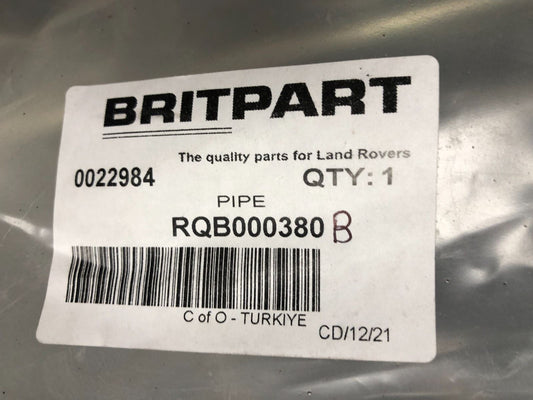 BRITPART
The quality parts for Land Rovers
0022984 QTY: 1
PIPE
RQB000380 B
C of O - TURKIYE
CD/12/21